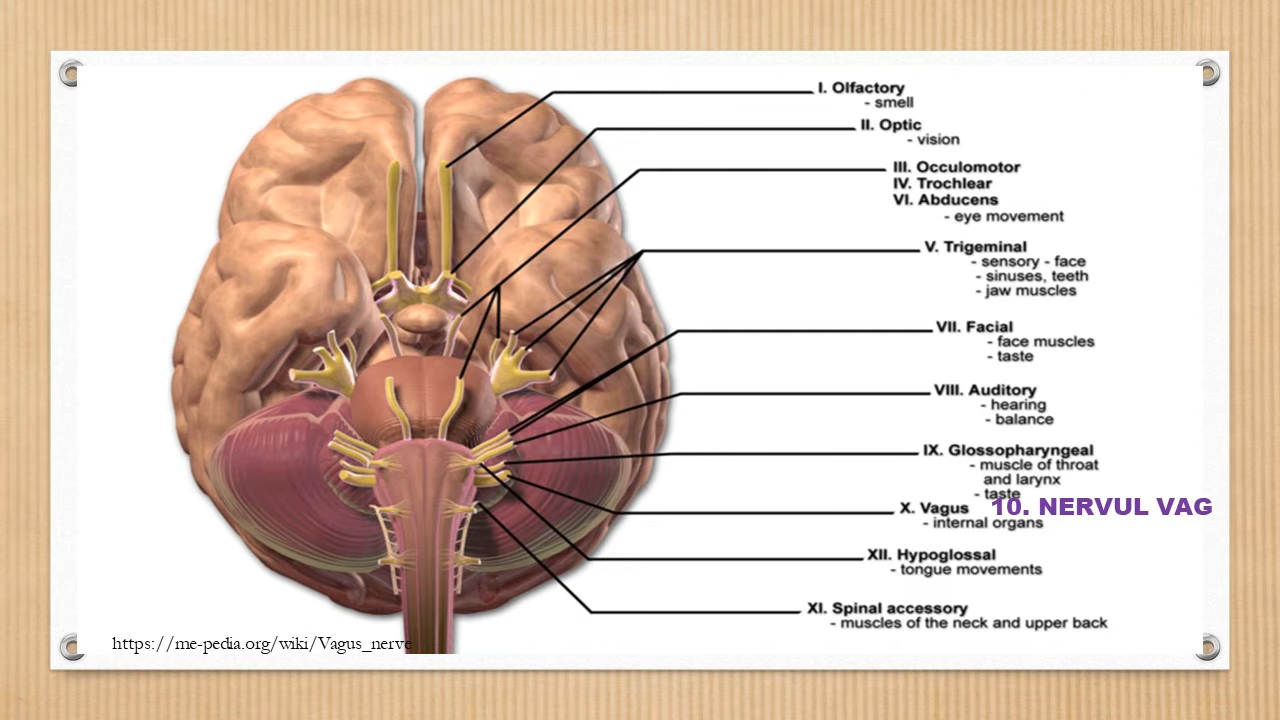 I. Olfactory
- smell
II. Optic
- vision
III. Occulomotor
IV. Trochlear
VI. Abducens
- eye movement
V. Trigeminal
- sensory - face
- sinuses, teeth
- jaw muscles
VII. Facial
- face muscles
- taste
VIII. Auditory
- hearing
- balance
IX. Glossopharyngeal
- muscle of throat
and larynx
- taste
X. Vagus
10. NERVUL VAG
- internal organs
XII. Hypoglossal
- tongue movements
XI. Spinal accessory
- muscles of the neck and upper back
https://me-pedia.org/wiki/Vagus_nerve